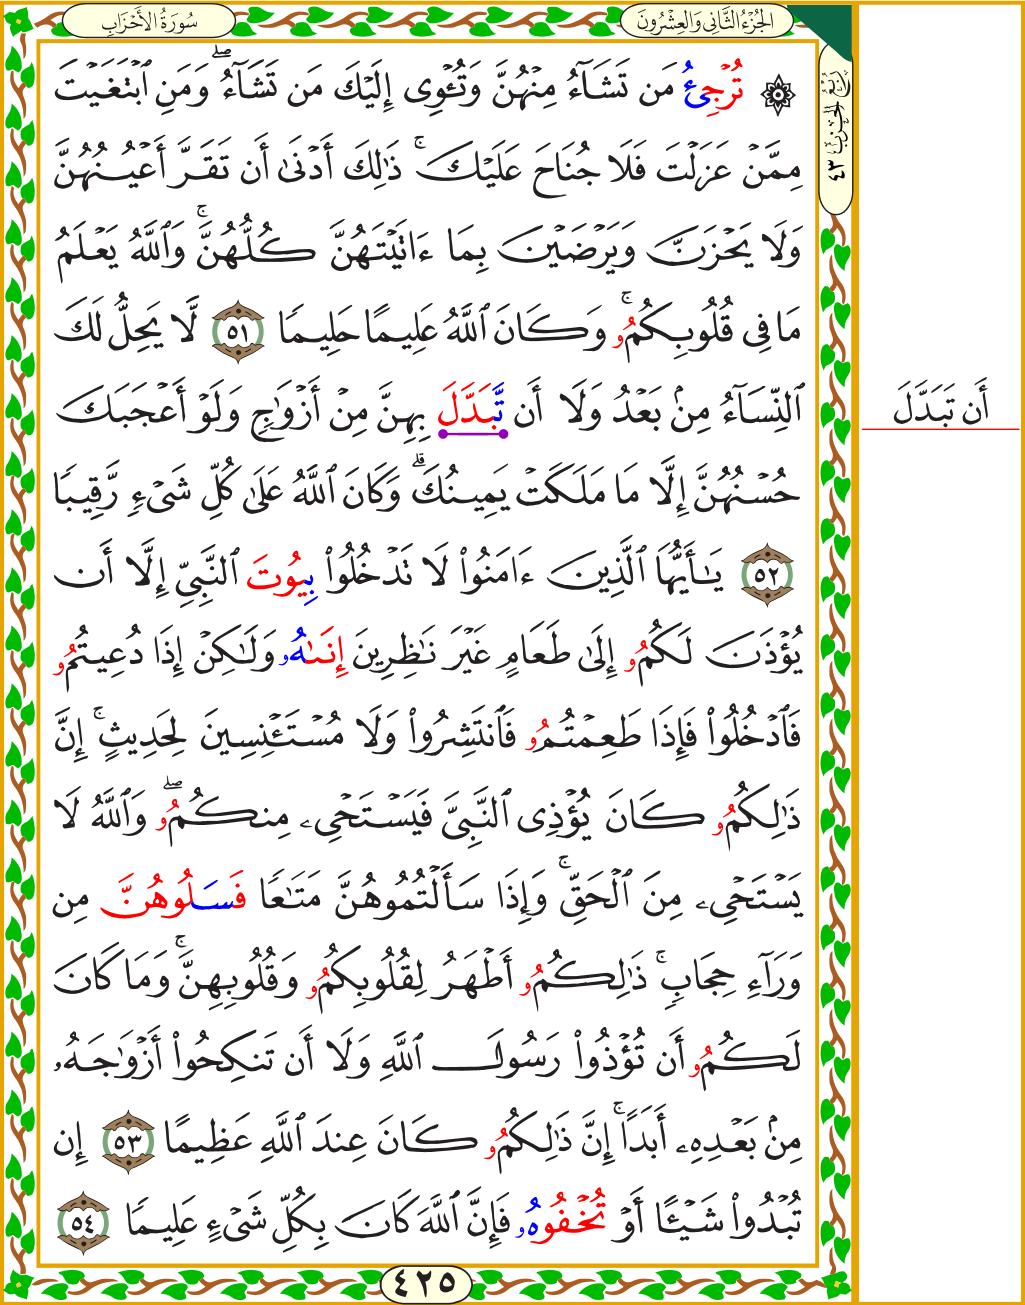 سُورَةُ الأَحْزَابِ
الجُزْءُ الثَّانِي وَالعِشْرُونَ
رُبْعُ الحِزْبِ ٤٣
۞ تُرْجِئُ مَن تَشَآءُ مِنْهُنَّ وَتُـْٔوِى إِلَيْكَ مَن تَشَآءُ ۖ وَمَنِ ٱبْتَغَيْتَ
مِمَّنْ عَزَلْتَ فَلَا جُنَاحَ عَلَيْكَ ۚ ذَٰلِكَ أَدْنَىٰ أَن تَقَرَّ أَعْيُنُهُنَّ
وَلَا يَحْزَنَّ وَيَرْضَيْنَ بِمَا ءَاتَيْتَهُنَّ كُلُّهُنَّ ۚ وَٱللَّهُ يَعْلَمُ
مَا فِى قُلُوبِكُمُۥ ۚ وَكَانَ ٱللَّهُ عَلِيمًا حَلِيمًا ٥١ لَّا يَحِلُّ لَكَ
ٱلنِّسَآءُ مِنۢ بَعْدُ وَلَا أَن تَّبَدَّلَ بِهِنَّ مِنْ أَزْوَٰجٍ وَلَوْ أَعْجَبَكَ
أَن تَبَدَّلَ
حُسْنُهُنَّ إِلَّا مَا مَلَكَتْ يَمِينُكَ ۗ وَكَانَ ٱللَّهُ عَلَىٰ كُلِّ شَىْءٍ رَّقِيبًا
٥٢ يَـٰٓأَيُّهَا ٱلَّذِينَ ءَامَنُوا۟ لَا تَدْخُلُوا۟ بِيُوتَ ٱلنَّبِىِّ إِلَّا أَن
يُؤْذَنَ لَكُمُۥ إِلَىٰ طَعَامٍ غَيْرَ نَـٰظِرِينَ إِنَىٰهُۥ وَلَـٰكِنْ إِذَا دُعِيتُمُۥ
فَٱدْخُلُوا۟ فَإِذَا طَعِمْتُمُۥ فَٱنتَشِرُوا۟ وَلَا مُسْتَـْٔنِسِينَ لِحَدِيثٍ ۚ إِنَّ
ذَٰلِكُمُۥ كَانَ يُؤْذِى ٱلنَّبِىَّ فَيَسْتَحْىِۦ مِنكُمُۥ ۖ وَٱللَّهُ لَا
يَسْتَحْىِۦ مِنَ ٱلْحَقِّ ۚ وَإِذَا سَأَلْتُمُوهُنَّ مَتَـٰعًا فَسَلُوهُنَّ مِن
وَرَآءِ حِجَابٍ ۚ ذَٰلِكُمُۥ أَطْهَرُ لِقُلُوبِكُمُۥ وَقُلُوبِهِنَّ ۚ وَمَا كَانَ
لَكُمُۥ أَن تُؤْذُوا۟ رَسُولَ ٱللَّهِ وَلَا أَن تَنكِحُوا۟ أَزْوَٰجَهُۥ
مِنۢ بَعْدِهِۦ أَبَدًا ۚ إِنَّ ذَٰلِكُمُۥ كَانَ عِندَ ٱللَّهِ عَظِيمًا ٥٣ إِن
تُبْدُوا۟ شَيْـًٔا أَوْ تُخْفُوهُۥ فَإِنَّ ٱللَّهَ كَانَ بِكُلِّ شَىْءٍ عَلِيمًا ٥٤
٤٢٥